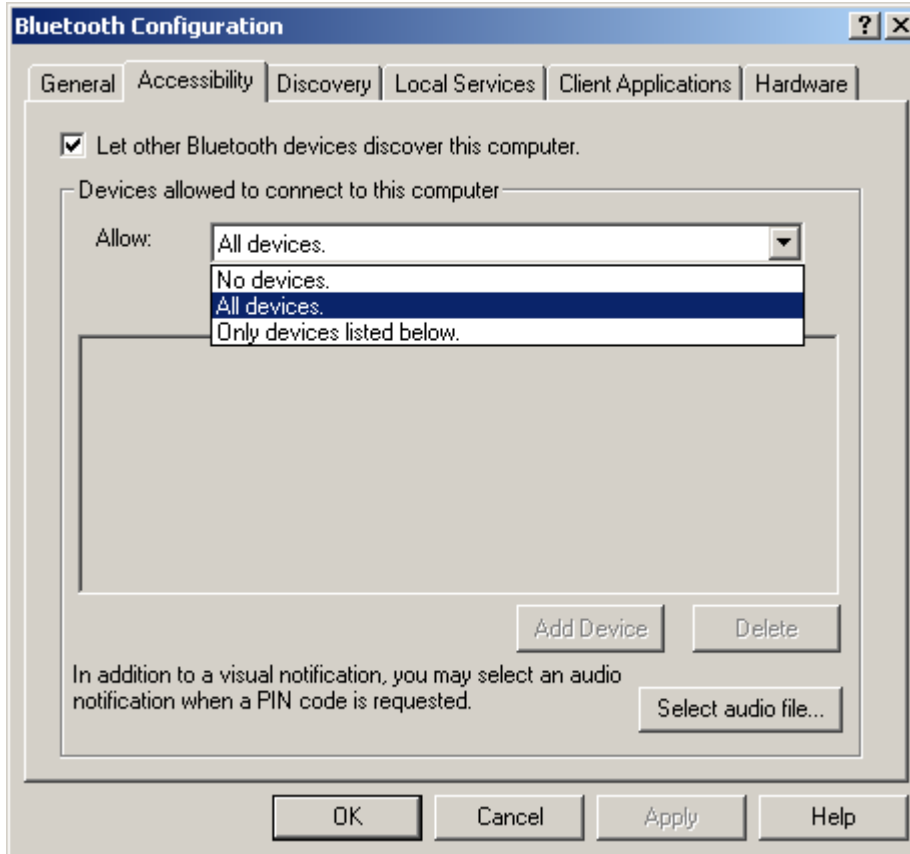 Bluetooth Configuration
General Accessibility Discovery Local Services Client Applications Hardware
Let other Bluetooth devices discover this computer.
Devices allowed to connect to this computer
Allow: All devices.
No devices.
All devices.
Only devices listed below.
Add Device Delete
In addition to a visual notification, you may select an audio
notification when a PIN code is requested.
Select audio file...
OK Cancel Apply Help